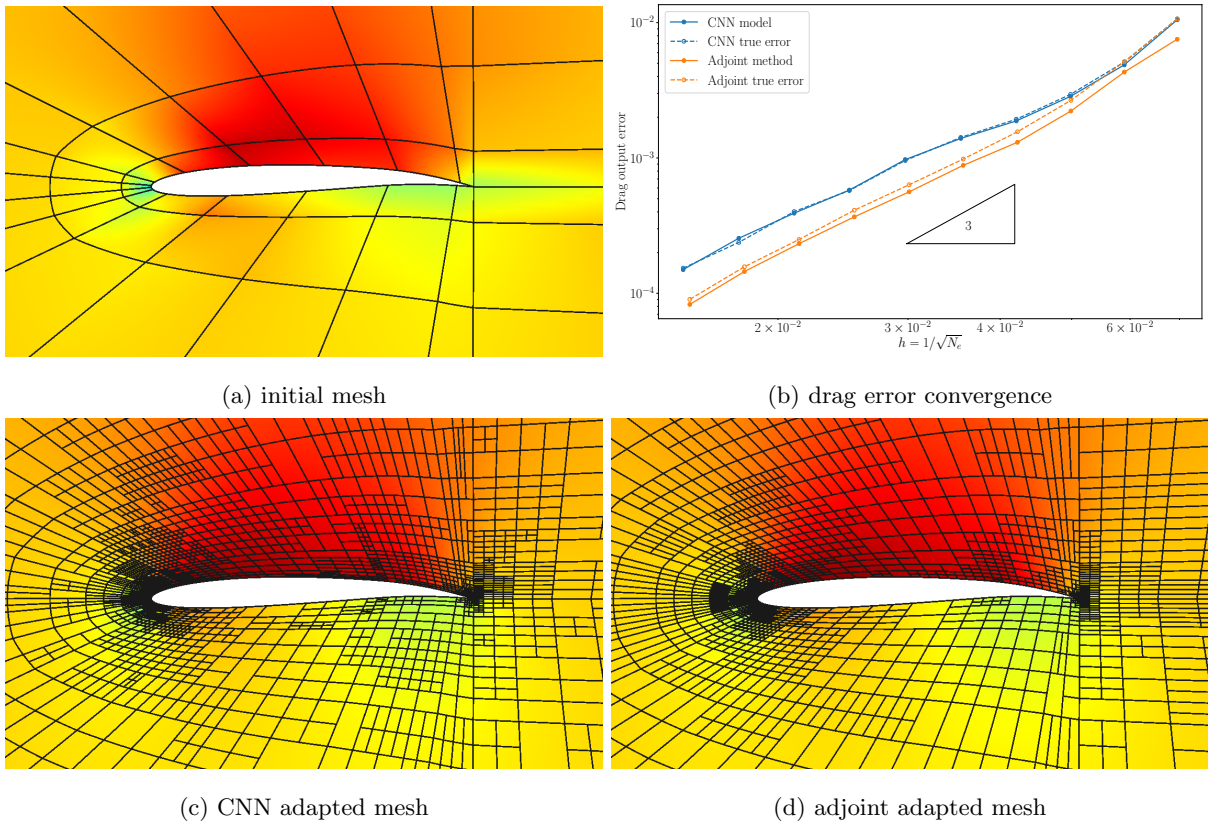 10⁻²
10⁻³
10⁻⁴
Drag output error
CNN model
CNN true error
Adjoint method
Adjoint true error
3
2 × 10⁻²
3 × 10⁻²
4 × 10⁻²
6 × 10⁻²
h = 1/√Nₑ
(a) initial mesh
(b) drag error convergence
(c) CNN adapted mesh
(d) adjoint adapted mesh